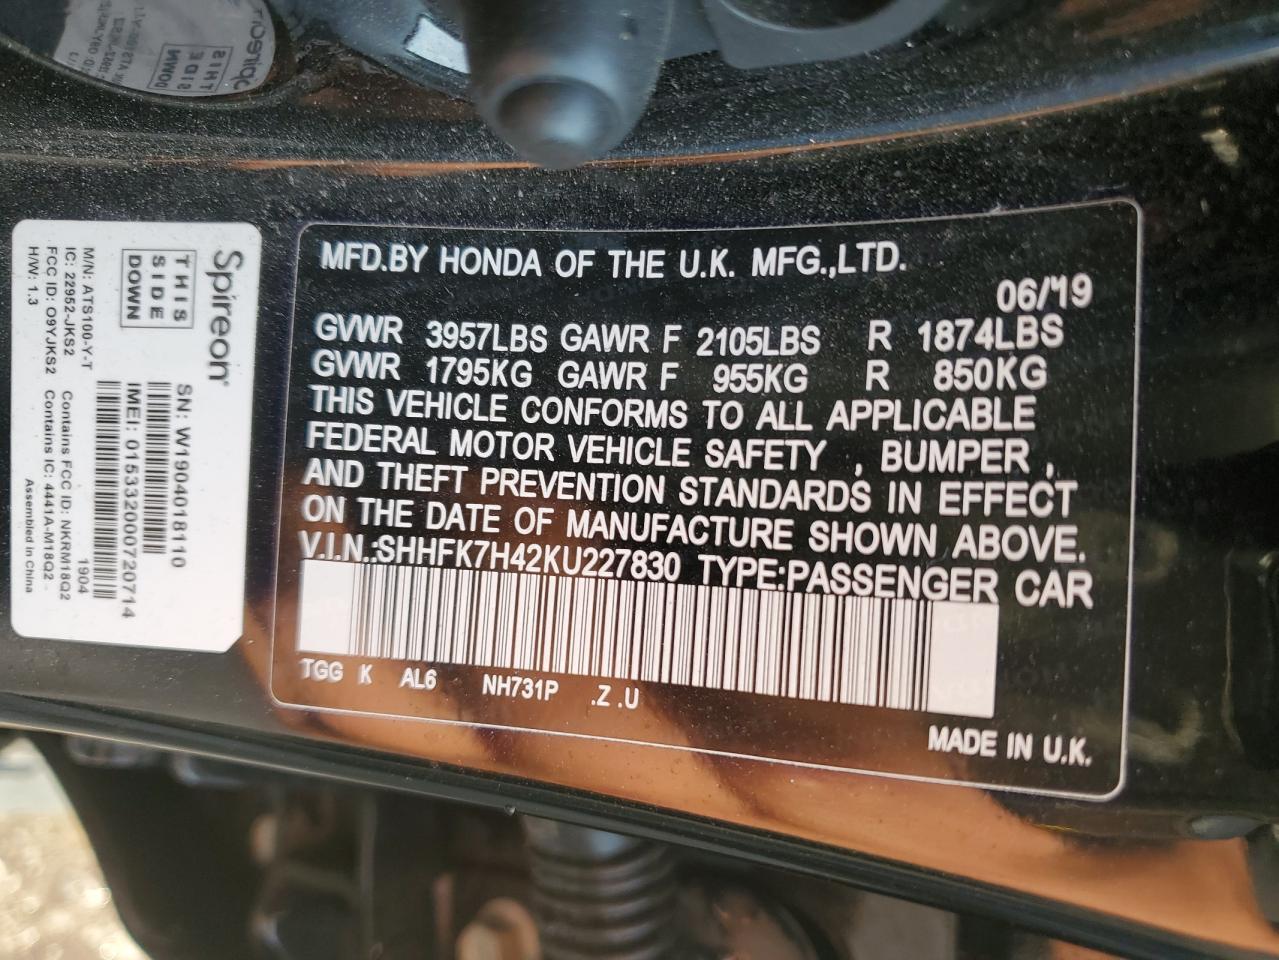 MFD.BY HONDA OF THE U.K. MFG.,LTD.
06/19
GVWR 3957LBS GAWR F 2105LBS R 1874LBS
GVWR 1795KG GAWR F 955KG R 850KG
THIS VEHICLE CONFORMS TO ALL APPLICABLE
FEDERAL MOTOR VEHICLE SAFETY , BUMPER ,
AND THEFT PREVENTION STANDARDS IN EFFECT
ON THE DATE OF MANUFACTURE SHOWN ABOVE.
V.I.N.:SHHFK7H42KU227830 TYPE:PASSENGER CAR
TGG K AL6 NH731P .Z .U
MADE IN U.K.
Spireon
THIS
SIDE
DOWN
SN: W1904018110
IMEI: 015332000720714
1904
M/N: ATS100-Y-T
IC: 22952-JKS2
FCC ID: O9YJKS2
H/W: 1.3
Contains FCC ID: NKRM18Q2
Contains IC: 4441A-M18Q2
Assembled in China
THIS
SIDE
DOWN